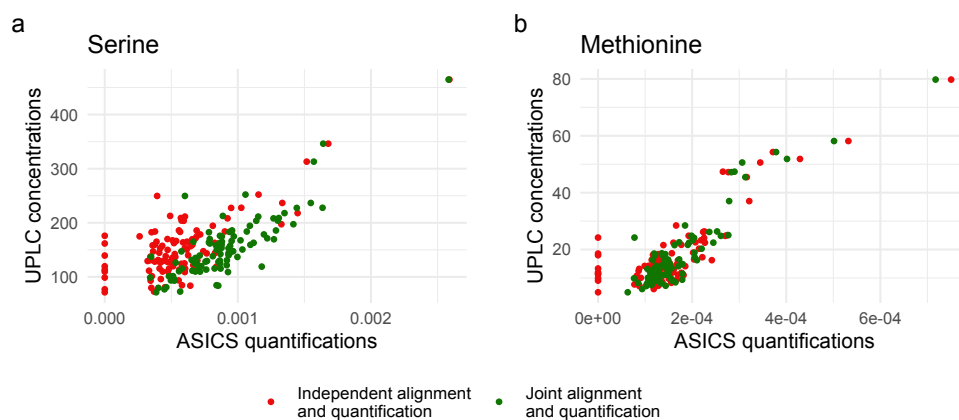 a
Serine
UPLC concentrations
400
300
200
100
0.000
0.001
0.002
ASICS quantifications
b
Methionine
UPLC concentrations
80
60
40
20
0e+00
2e-04
4e-04
6e-04
ASICS quantifications
Independent alignment
and quantification
Joint alignment
and quantification